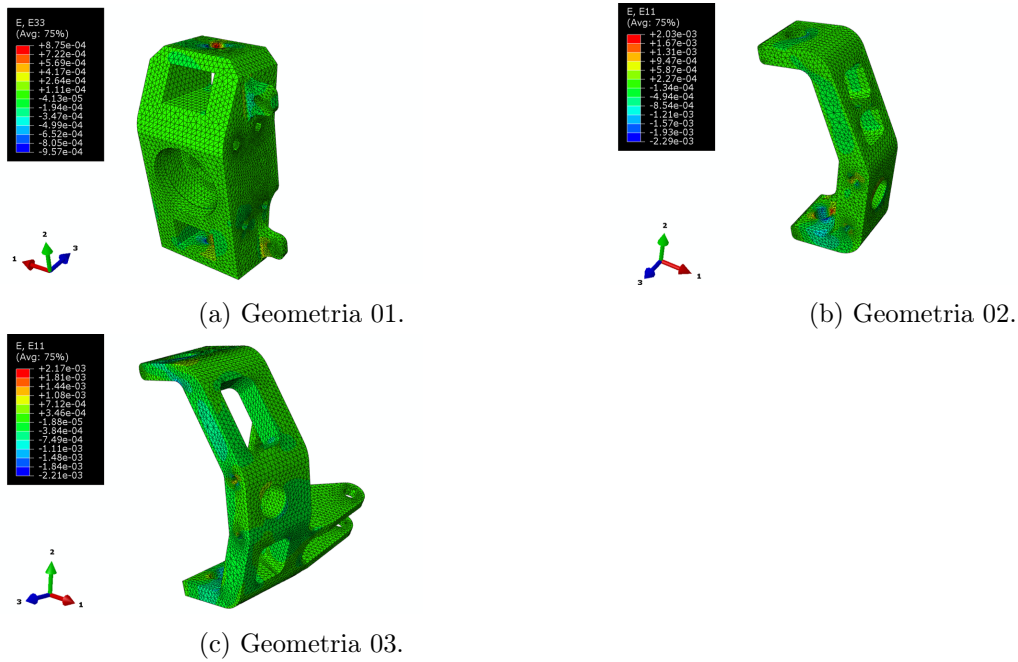 E, E33
(Avg: 75%)
+8.75e-04
+7.22e-04
+5.69e-04
+4.17e-04
+2.64e-04
+1.11e-04
-4.13e-05
-1.94e-04
-3.47e-04
-4.99e-04
-6.52e-04
-8.05e-04
-9.57e-04
2
3
1
(a) Geometria 01.
E, E11
(Avg: 75%)
+2.03e-03
+1.67e-03
+1.31e-03
+9.47e-04
+5.87e-04
+2.27e-04
-1.34e-04
-4.94e-04
-8.54e-04
-1.21e-03
-1.57e-03
-1.93e-03
-2.29e-03
2
1
3
(b) Geometria 02.
E, E11
(Avg: 75%)
+2.17e-03
+1.81e-03
+1.44e-03
+1.08e-03
+7.12e-04
+3.46e-04
-1.88e-05
-3.84e-04
-7.49e-04
-1.11e-03
-1.48e-03
-1.84e-03
-2.21e-03
2
3
1
(c) Geometria 03.